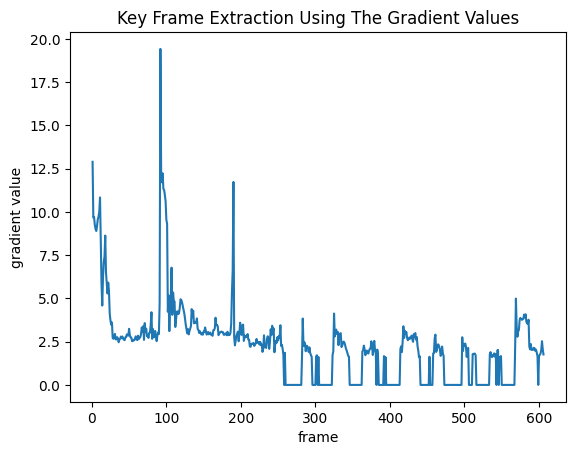 Key Frame Extraction Using The Gradient Values
20.0
17.5
15.0
12.5
10.0
7.5
5.0
2.5
0.0
gradient value
0 100 200 300 400 500 600
frame